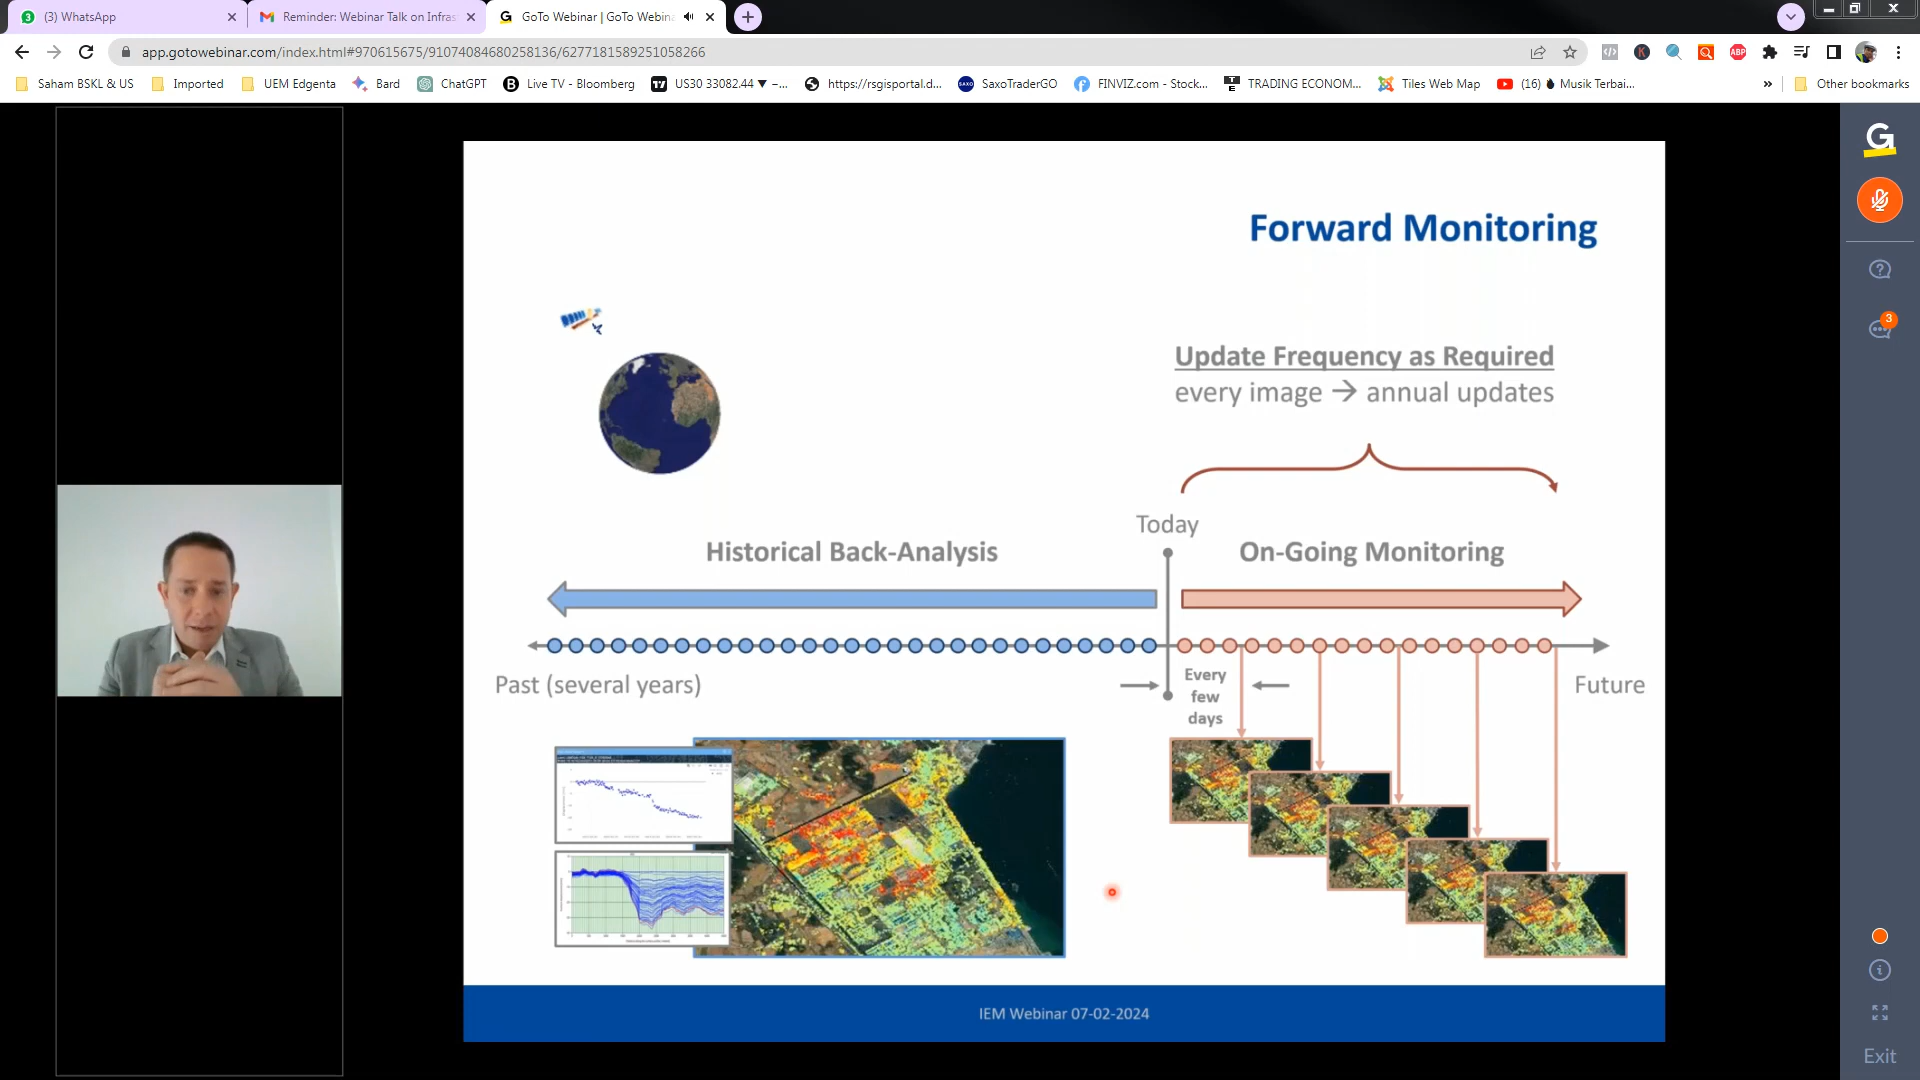 (3) WhatsApp
Reminder: Webinar Talk on Infras
GoTo Webinar | GoTo Webina
app.gotowebinar.com/index.html#970615675/91074084680258136/6277181589251058266
Saham BSKL & US
Imported
UEM Edgenta
Bard
ChatGPT
Live TV - Bloomberg
US30 33082.44 ▼ −...
https://rsgisportal.d...
SaxoTraderGO
FINVIZ.com - Stock...
TRADING ECONOM...
Tiles Web Map
(16) Musik Terbai...
»
Other bookmarks
Forward Monitoring
Update Frequency as Required
every image → annual updates
Today
Historical Back-Analysis
On-Going Monitoring
Past (several years)
Every
few
days
Future
IEM Webinar 07-02-2024
3
Exit